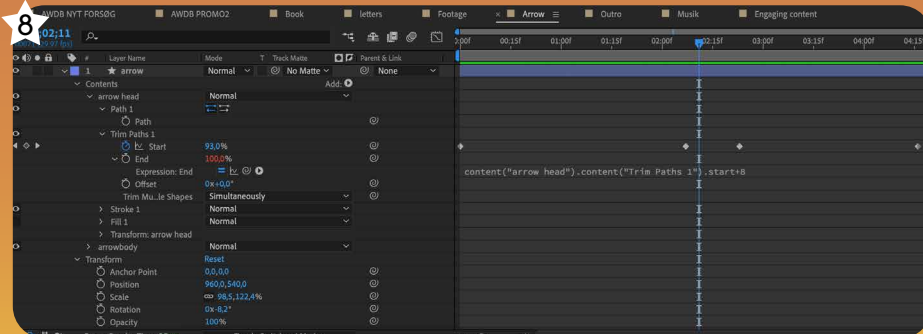 8
AWDB NYT FORSØG
AWDB PROMO2
Book
letters
Footage
× Arrow
Outro
Musik
Engaging content
02;11
(29.97 fps)
:00f 00:15f 01:00f 01:15f 02:00f 02:15f 03:00f 03:15f 04:00f 04:15
# Layer Name Mode T Track Matte Parent & Link
1 arrow Normal No Matte None
Contents Add:
arrow head Normal
Path 1
Path
Trim Paths 1
Start 93,0%
End 100,0%
Expression: End content("arrow head").content("Trim Paths 1").start+8
Offset 0x+0,0°
Trim Mu...le Shapes Simultaneously
Stroke 1 Normal
Fill 1 Normal
Transform: arrow head
arrowbody Normal
Transform Reset
Anchor Point 0,0,0,0
Position 960,0,540,0
Scale 98,5,122,4%
Rotation 0x-8,2°
Opacity 100%